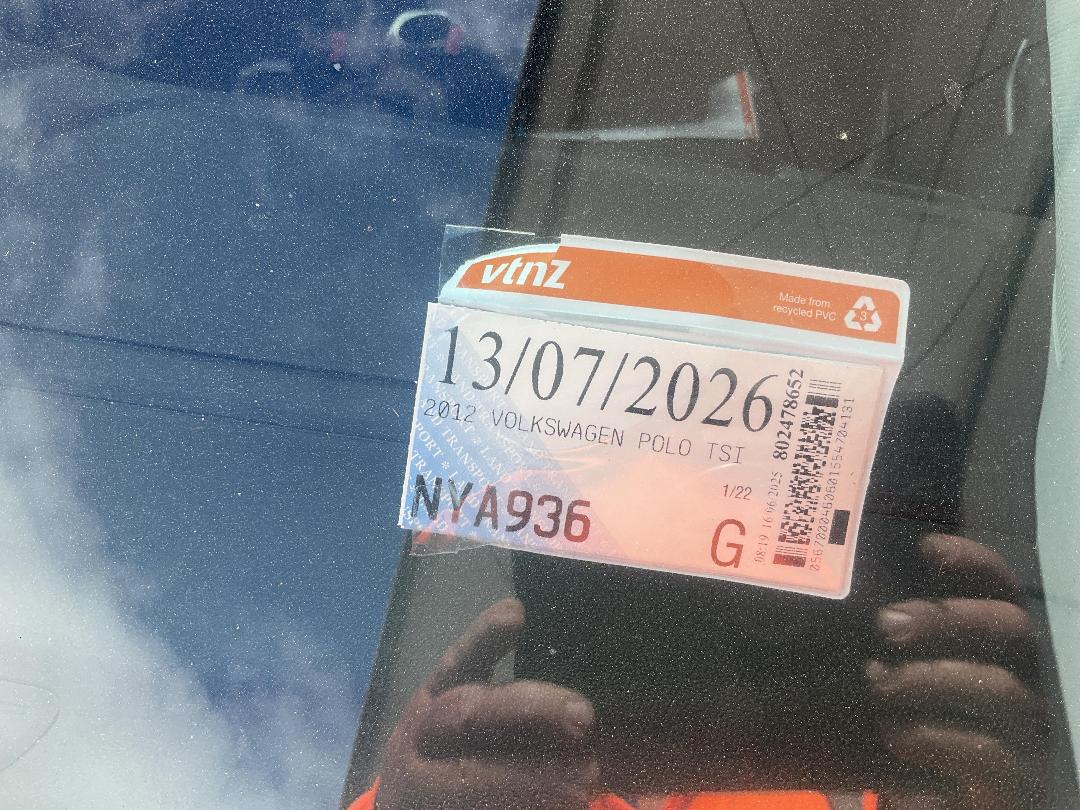 vtnz
Made from
recycled PVC
3
13/07/2026
2012 VOLKSWAGEN POLO TSI
NYA936
1/22
G
08:19 16/06/2025
802478652